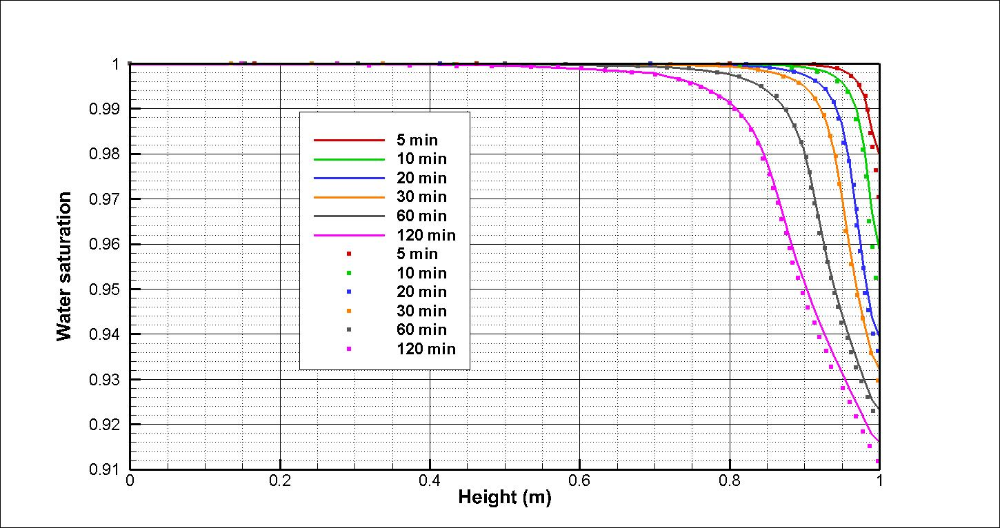 1
0.99
0.98
0.97
0.96
0.95
0.94
0.93
0.92
0.91
Water saturation
5 min
10 min
20 min
30 min
60 min
120 min
5 min
10 min
20 min
30 min
60 min
120 min
0 0.2 0.4 0.6 0.8 1
Height (m)